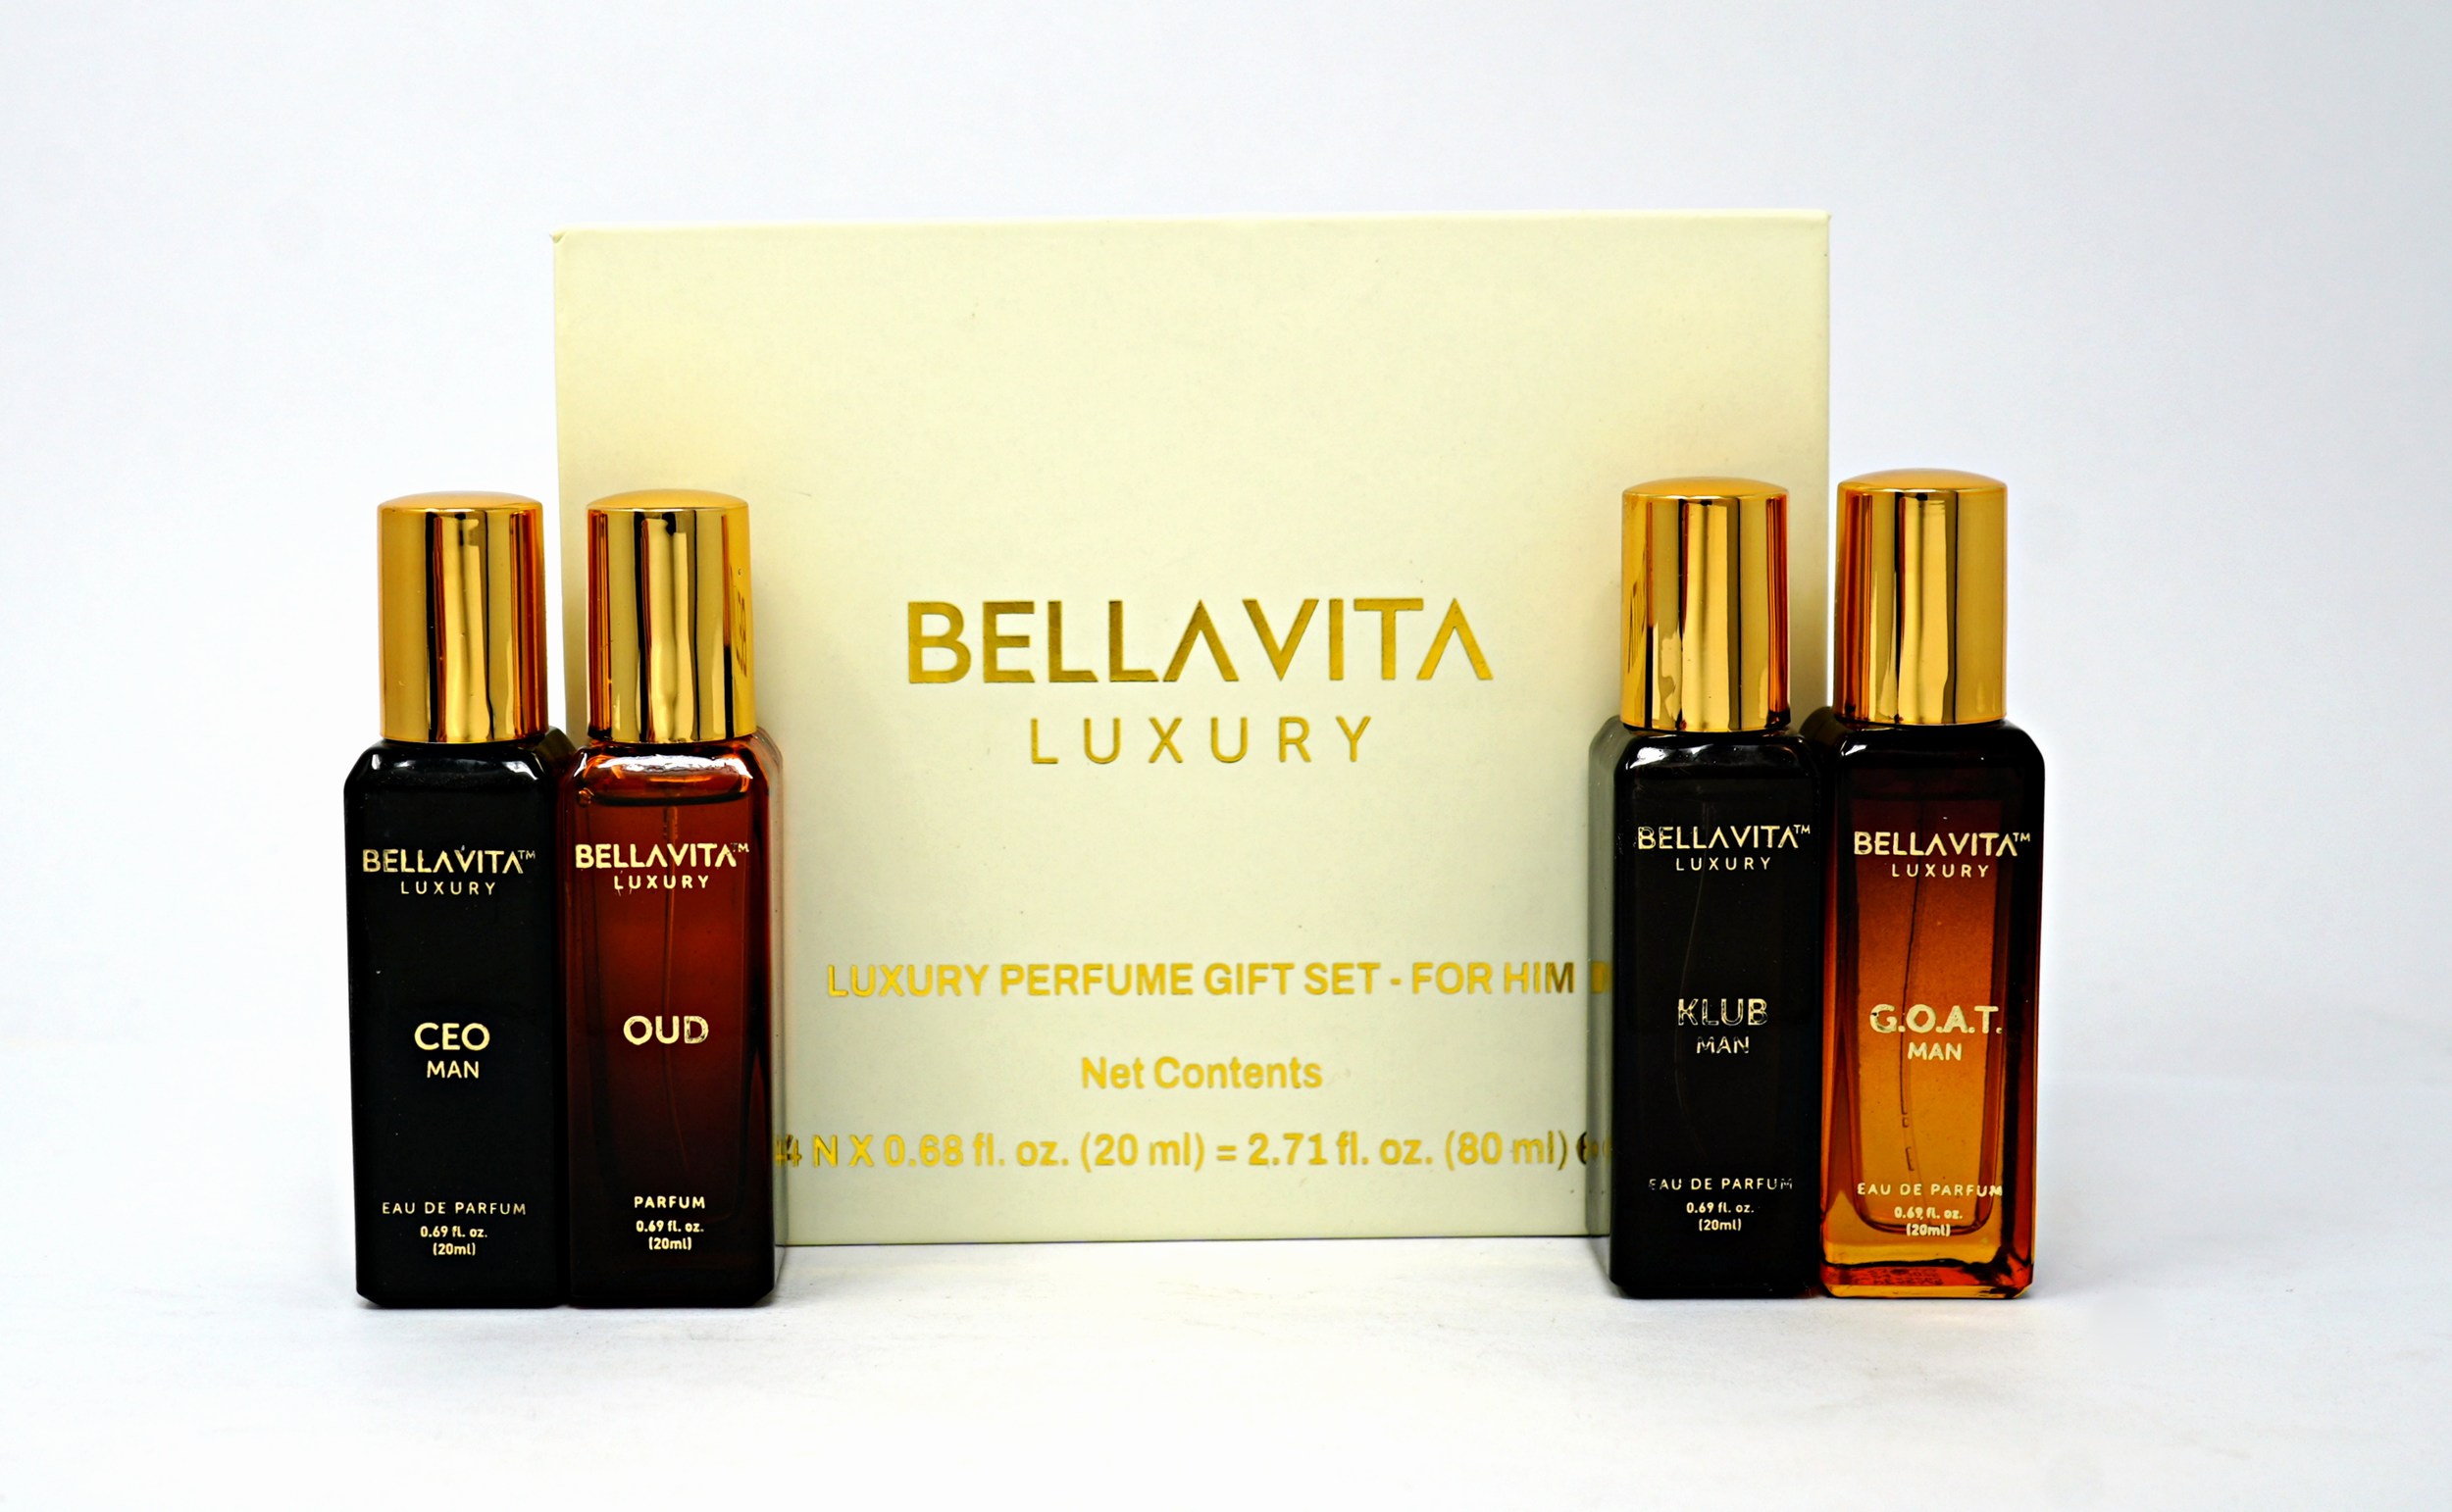 BELLAVITA
LUXURY
LUXURY PERFUME GIFT SET - FOR HIM
Net Contents
4 N X 0.68 fl. oz. (20 ml) = 2.71 fl. oz. (80 ml)
BELLAVITA™
LUXURY
CEO
MAN
EAU DE PARFUM
0.69 fl. oz.
(20ml)
BELLAVITA™
LUXURY
OUD
PARFUM
0.69 fl. oz.
(20ml)
BELLAVITA™
LUXURY
KLUB
MAN
EAU DE PARFUM
0.69 fl. oz.
(20ml)
BELLAVITA™
LUXURY
G.O.A.T.
MAN
EAU DE PARFUM
0.69 fl. oz.
(20ml)